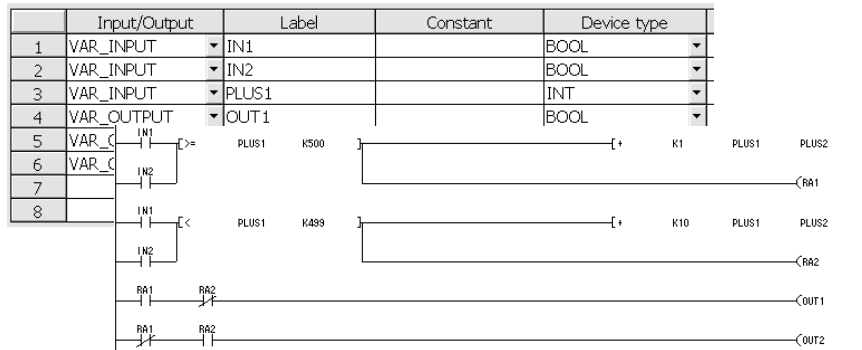 Input/Output Label Constant Device type
1 VAR_INPUT IN1 BOOL
2 VAR_INPUT IN2 BOOL
3 VAR_INPUT PLUS1 INT
4 VAR_OUTPUT OUT1 BOOL
5 VAR_
6 VAR_
7
8
IN1
[>= PLUS1 K500 ] [+ K1 PLUS1 PLUS2
IN2
(RA1
IN1
[< PLUS1 K499 ] [+ K10 PLUS1 PLUS2
IN2
(RA2
RA1 RA2
(OUT1
RA1 RA2
(OUT2